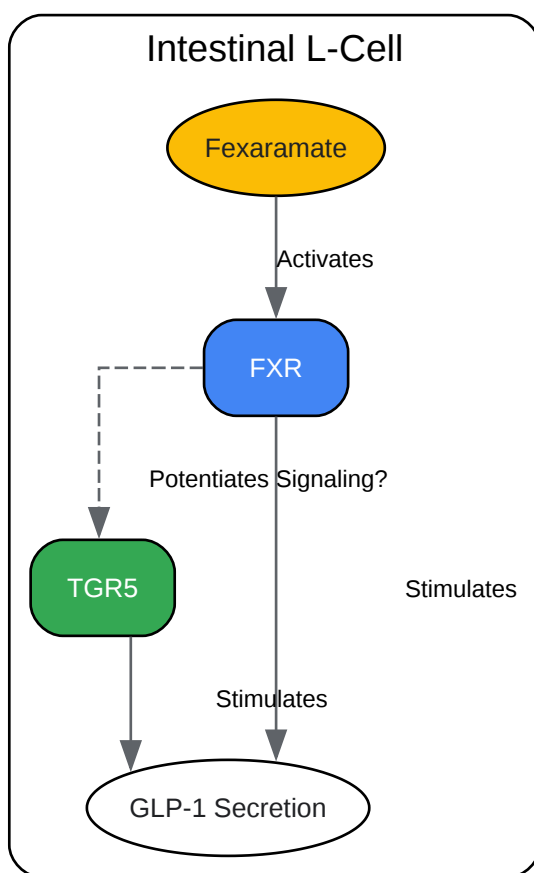 Intestinal L-Cell
Fexaramate
Activates
FXR
Potentiates Signaling?
TGR5
Stimulates
Stimulates
GLP-1 Secretion